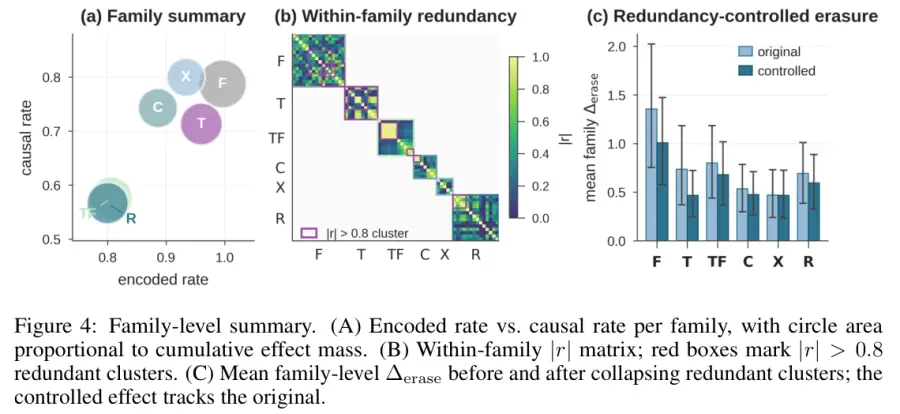 (a) Family summary
(b) Within-family redundancy
(c) Redundancy-controlled erasure
causal rate
0.8
0.7
0.6
0.5
X
F
C
T
TF
R
0.8
0.9
1.0
encoded rate
F
T
TF
C
X
R
|r| > 0.8 cluster
F
T
TF
C
X
R
1.0
0.8
0.6
0.4
0.2
0.0
|r|
mean family Δerase
2.0
1.5
1.0
0.5
0.0
original
controlled
F
T
TF
C
X
R
Figure 4: Family-level summary. (A) Encoded rate vs. causal rate per family, with circle area
proportional to cumulative effect mass. (B) Within-family |r| matrix; red boxes mark |r| > 0.8
redundant clusters. (C) Mean family-level Δerase before and after collapsing redundant clusters; the
controlled effect tracks the original.